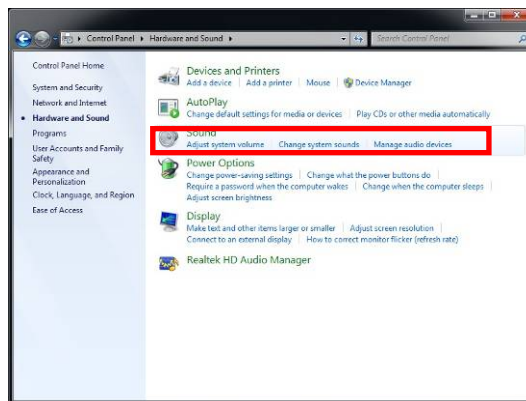 Control Panel ▸ Hardware and Sound ▸
Search Control Panel
Control Panel Home
System and Security
Network and Internet
Hardware and Sound
Programs
User Accounts and Family
Safety
Appearance and
Personalization
Clock, Language, and Region
Ease of Access
Devices and Printers
Add a device | Add a printer | Mouse | Device Manager
AutoPlay
Change default settings for media or devices | Play CDs or other media automatically
Sound
Adjust system volume | Change system sounds | Manage audio devices
Power Options
Change power-saving settings | Change what the power buttons do |
Require a password when the computer wakes | Change when the computer sleeps |
Adjust screen brightness
Display
Make text and other items larger or smaller | Adjust screen resolution |
Connect to an external display | How to correct monitor flicker (refresh rate)
Realtek HD Audio Manager